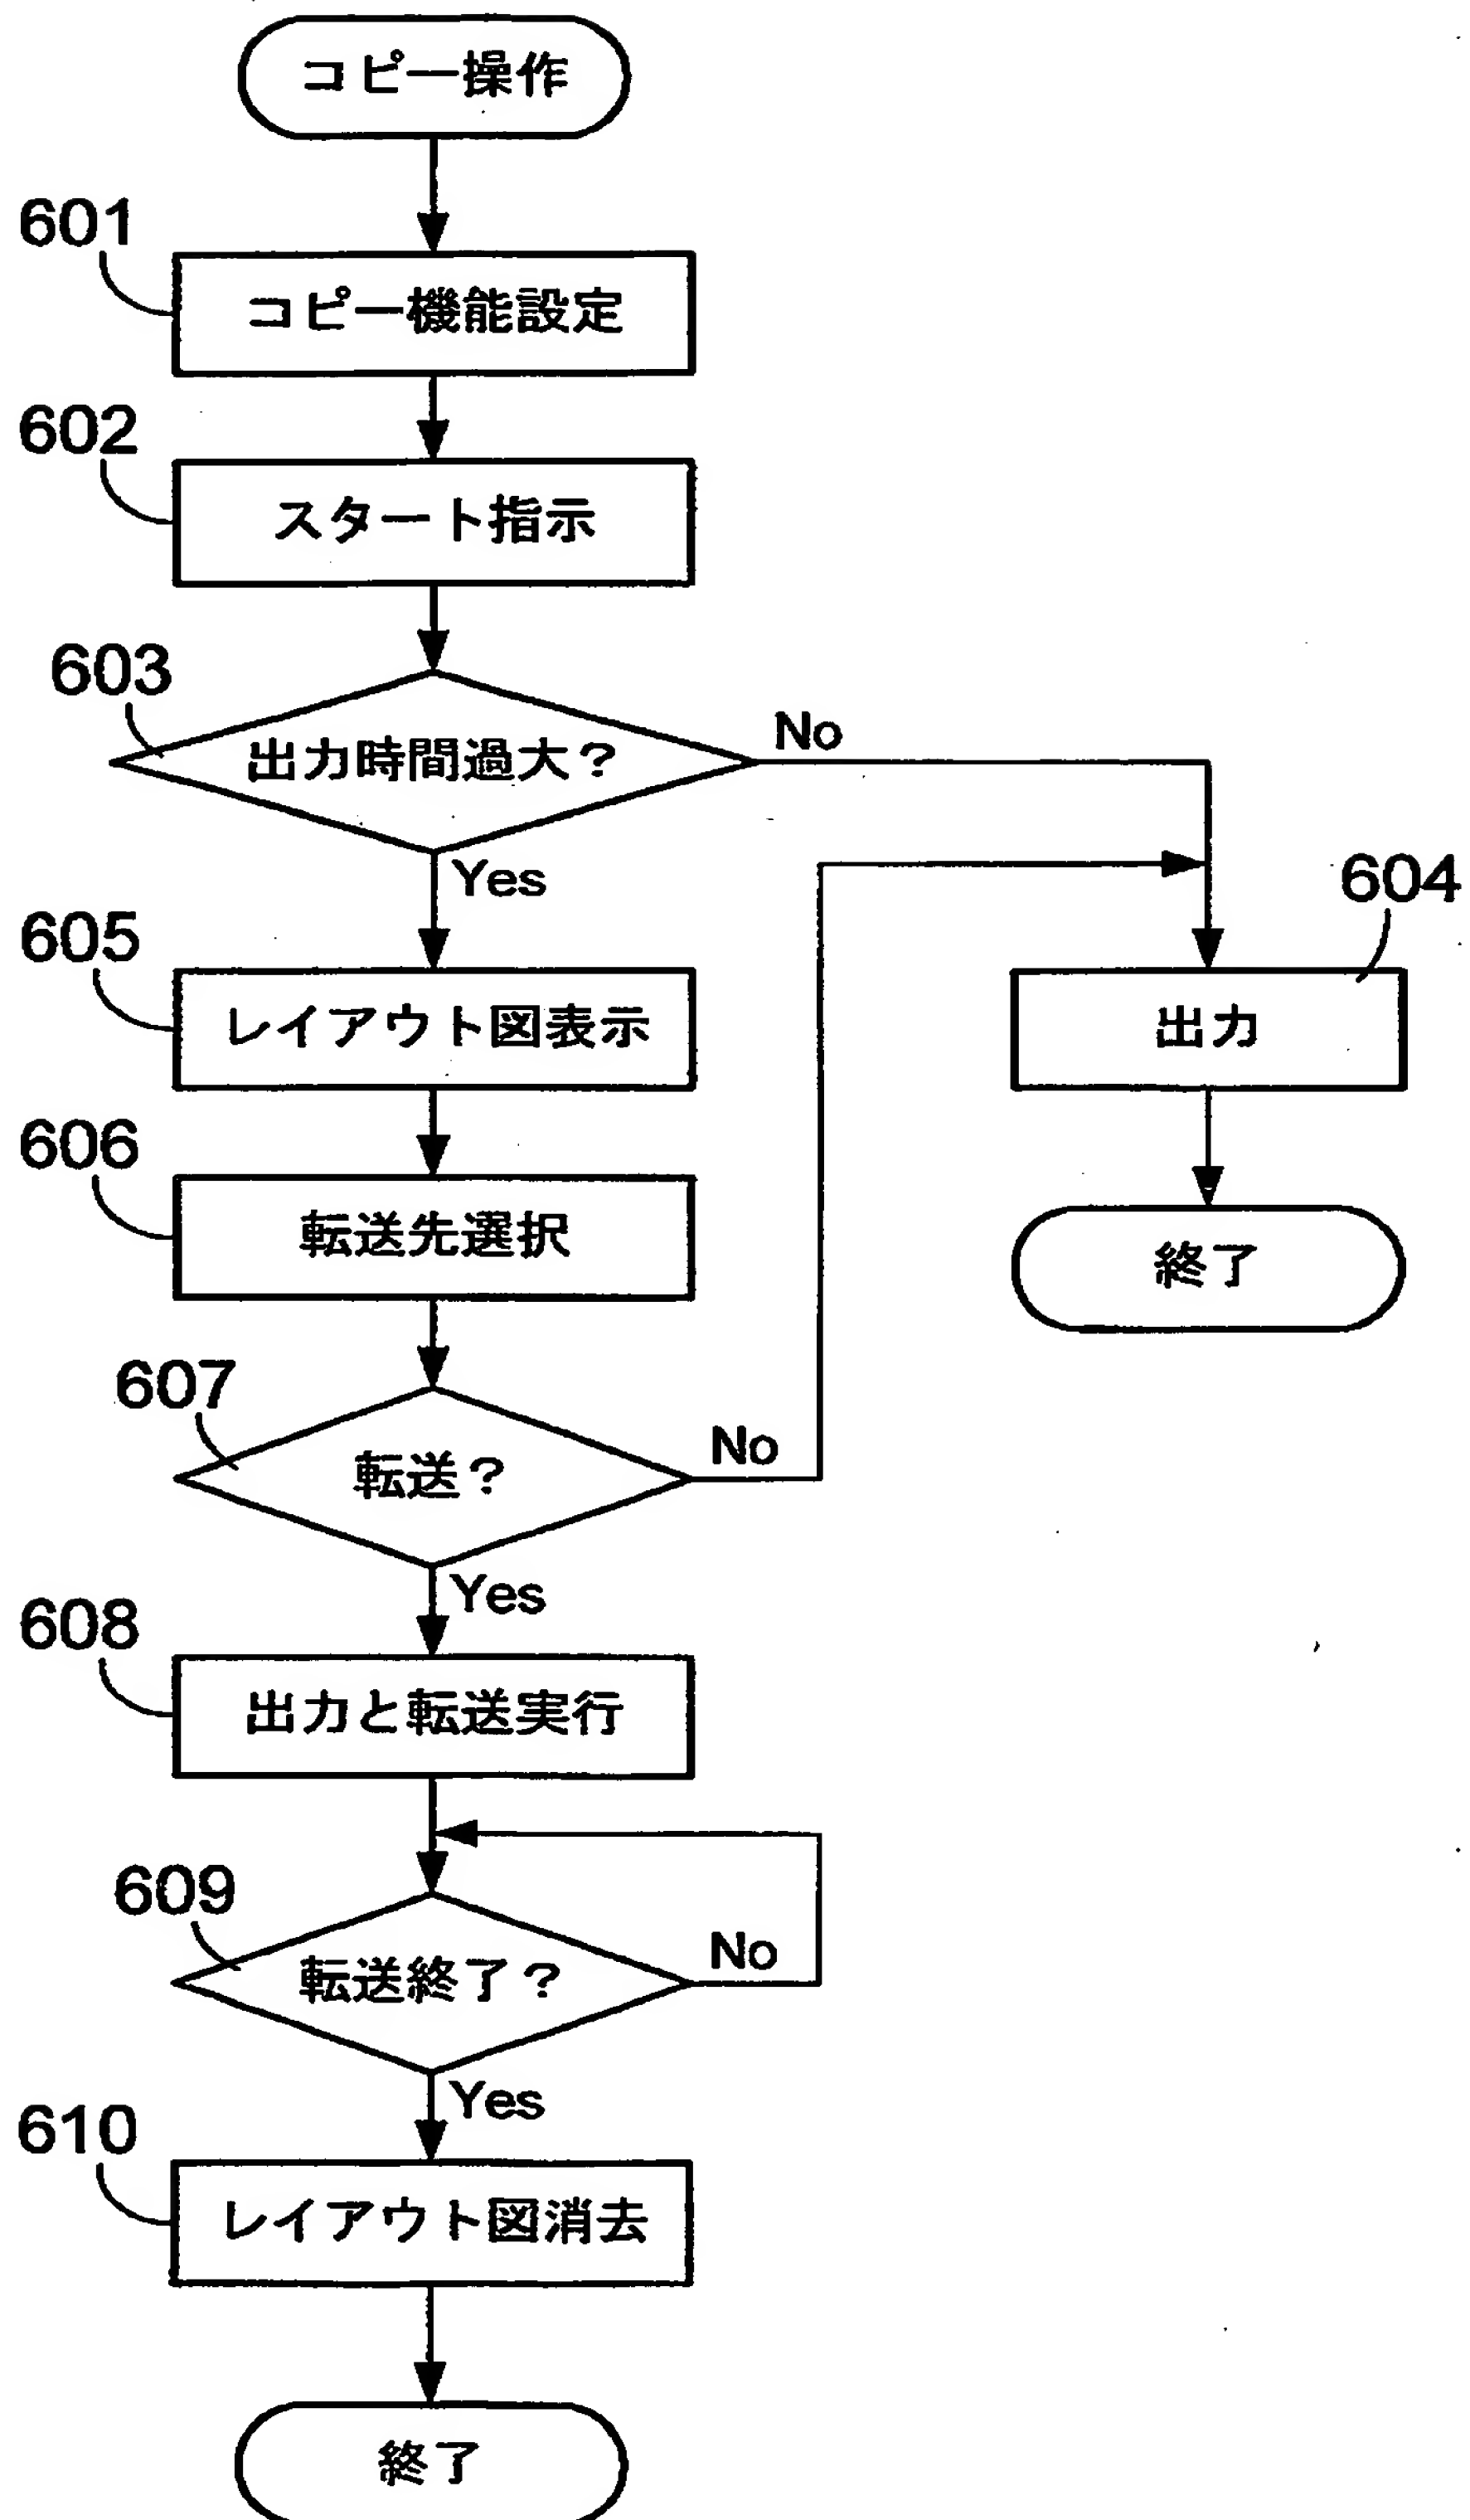 コピー操作
601
コピー機能設定
602
スタート指示
603
出力時間過大?
No
Yes
604
出力
終了
605
レイアウト図表示
606
転送先選択
607
転送?
No
Yes
608
出力と転送実行
609
転送終了?
No
Yes
610
レイアウト図消去
終了